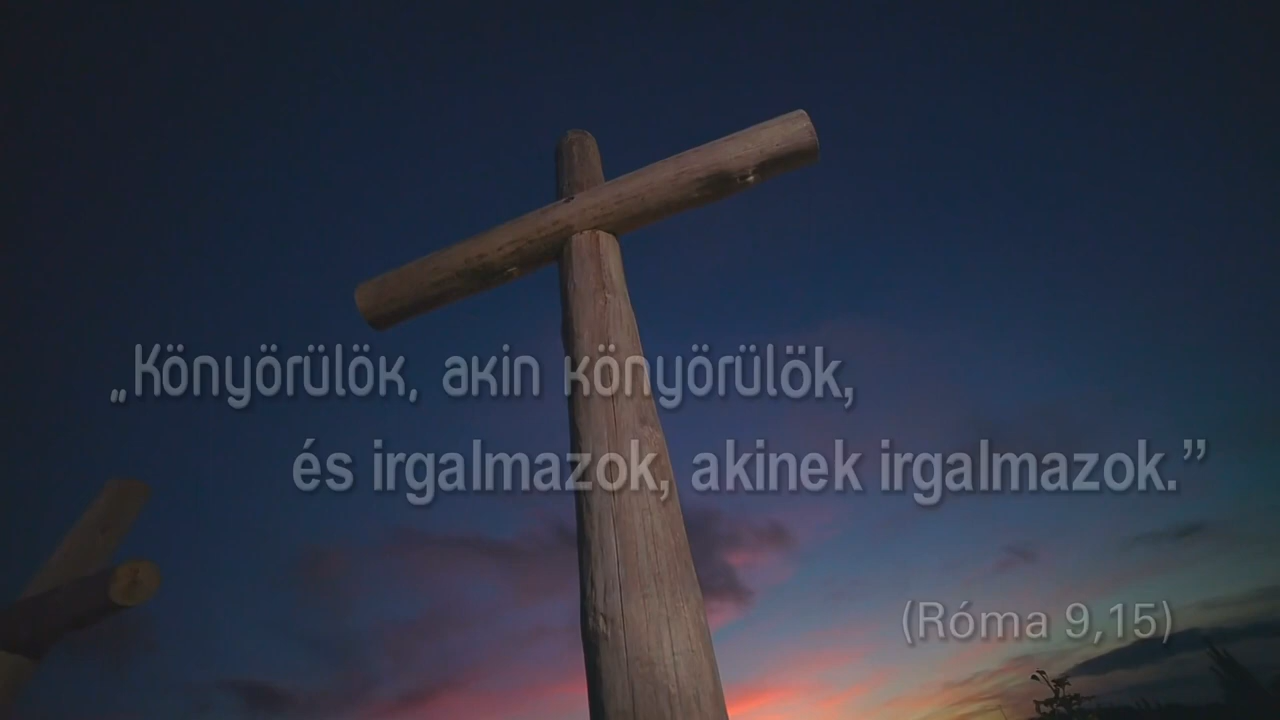 „Könyörülök, akin könyörülök,
és irgalmazok, akinek irgalmazok.”
(Róma 9,15)